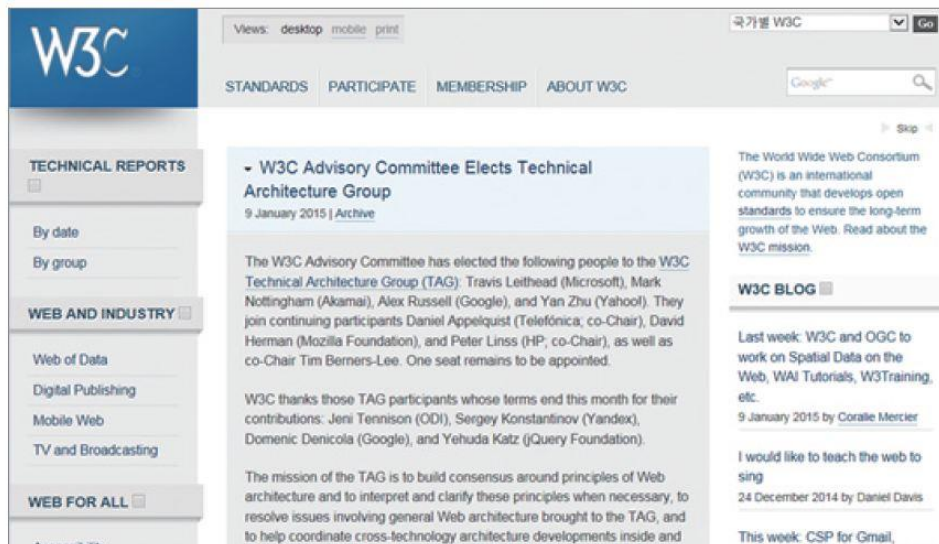 W3C
Views: desktop mobile print
국가별 W3C
Go
STANDARDS PARTICIPATE MEMBERSHIP ABOUT W3C
Google
Skip
TECHNICAL REPORTS
By date
By group
WEB AND INDUSTRY
Web of Data
Digital Publishing
Mobile Web
TV and Broadcasting
WEB FOR ALL
W3C Advisory Committee Elects Technical
Architecture Group
9 January 2015 | Archive
The W3C Advisory Committee has elected the following people to the W3C
Technical Architecture Group (TAG): Travis Leithead (Microsoft), Mark
Nottingham (Akamai), Alex Russell (Google), and Yan Zhu (Yahoo!). They
join continuing participants Daniel Appelquist (Telefónica; co-Chair), David
Herman (Mozilla Foundation), and Peter Linss (HP; co-Chair), as well as
co-Chair Tim Berners-Lee. One seat remains to be appointed.
W3C thanks those TAG participants whose terms end this month for their
contributions: Jeni Tennison (ODI), Sergey Konstantinov (Yandex),
Domenic Denicola (Google), and Yehuda Katz (jQuery Foundation).
The mission of the TAG is to build consensus around principles of Web
architecture and to interpret and clarify these principles when necessary, to
resolve issues involving general Web architecture brought to the TAG, and
to help coordinate cross-technology architecture developments inside and
The World Wide Web Consortium
(W3C) is an international
community that develops open
standards to ensure the long-term
growth of the Web. Read about the
W3C mission.
W3C BLOG
Last week: W3C and OGC to
work on Spatial Data on the
Web, WAI Tutorials, W3Training,
etc.
9 January 2015 by Coralie Mercier
I would like to teach the web to
sing
24 December 2014 by Daniel Davis
This week: CSP for Gmail,